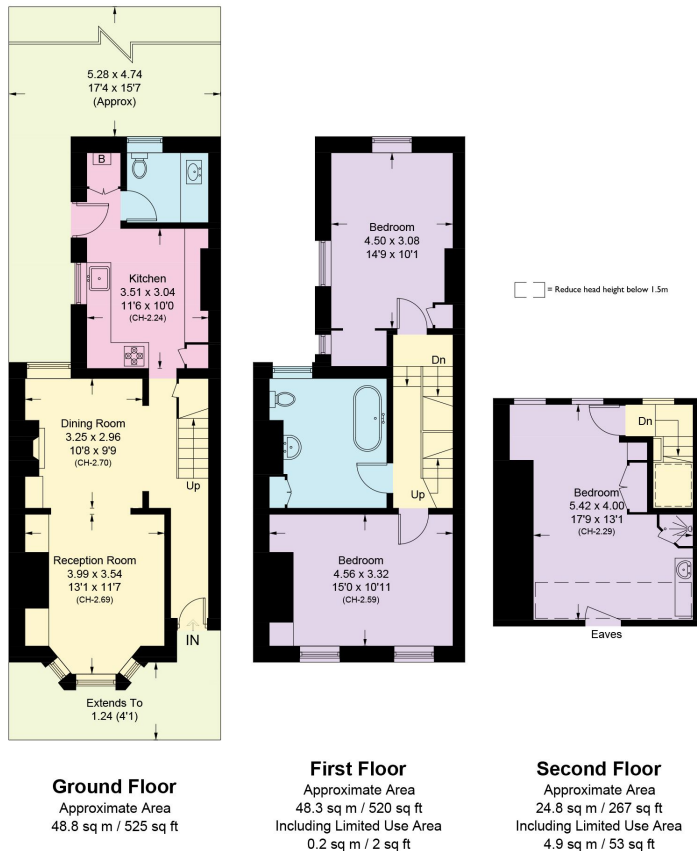 5.28 x 4.74
17'4 x 15'7
(Approx)
B
Kitchen
3.51 x 3.04
11'6 x 10'0
(CH-2.24)
Dining Room
3.25 x 2.96
10'8 x 9'9
(CH-2.70)
Up
Reception Room
3.99 x 3.54
13'1 x 11'7
(CH-2.69)
IN
Extends To
1.24 (4'1)
Ground Floor
Approximate Area
48.8 sq m / 525 sq ft
Bedroom
4.50 x 3.08
14'9 x 10'1
Dn
Up
Bedroom
4.56 x 3.32
15'0 x 10'11
(CH-2.59)
First Floor
Approximate Area
48.3 sq m / 520 sq ft
Including Limited Use Area
0.2 sq m / 2 sq ft
= Reduce head height below 1.5m
Dn
Bedroom
5.42 x 4.00
17'9 x 13'1
(CH-2.29)
Eaves
Second Floor
Approximate Area
24.8 sq m / 267 sq ft
Including Limited Use Area
4.9 sq m / 53 sq ft